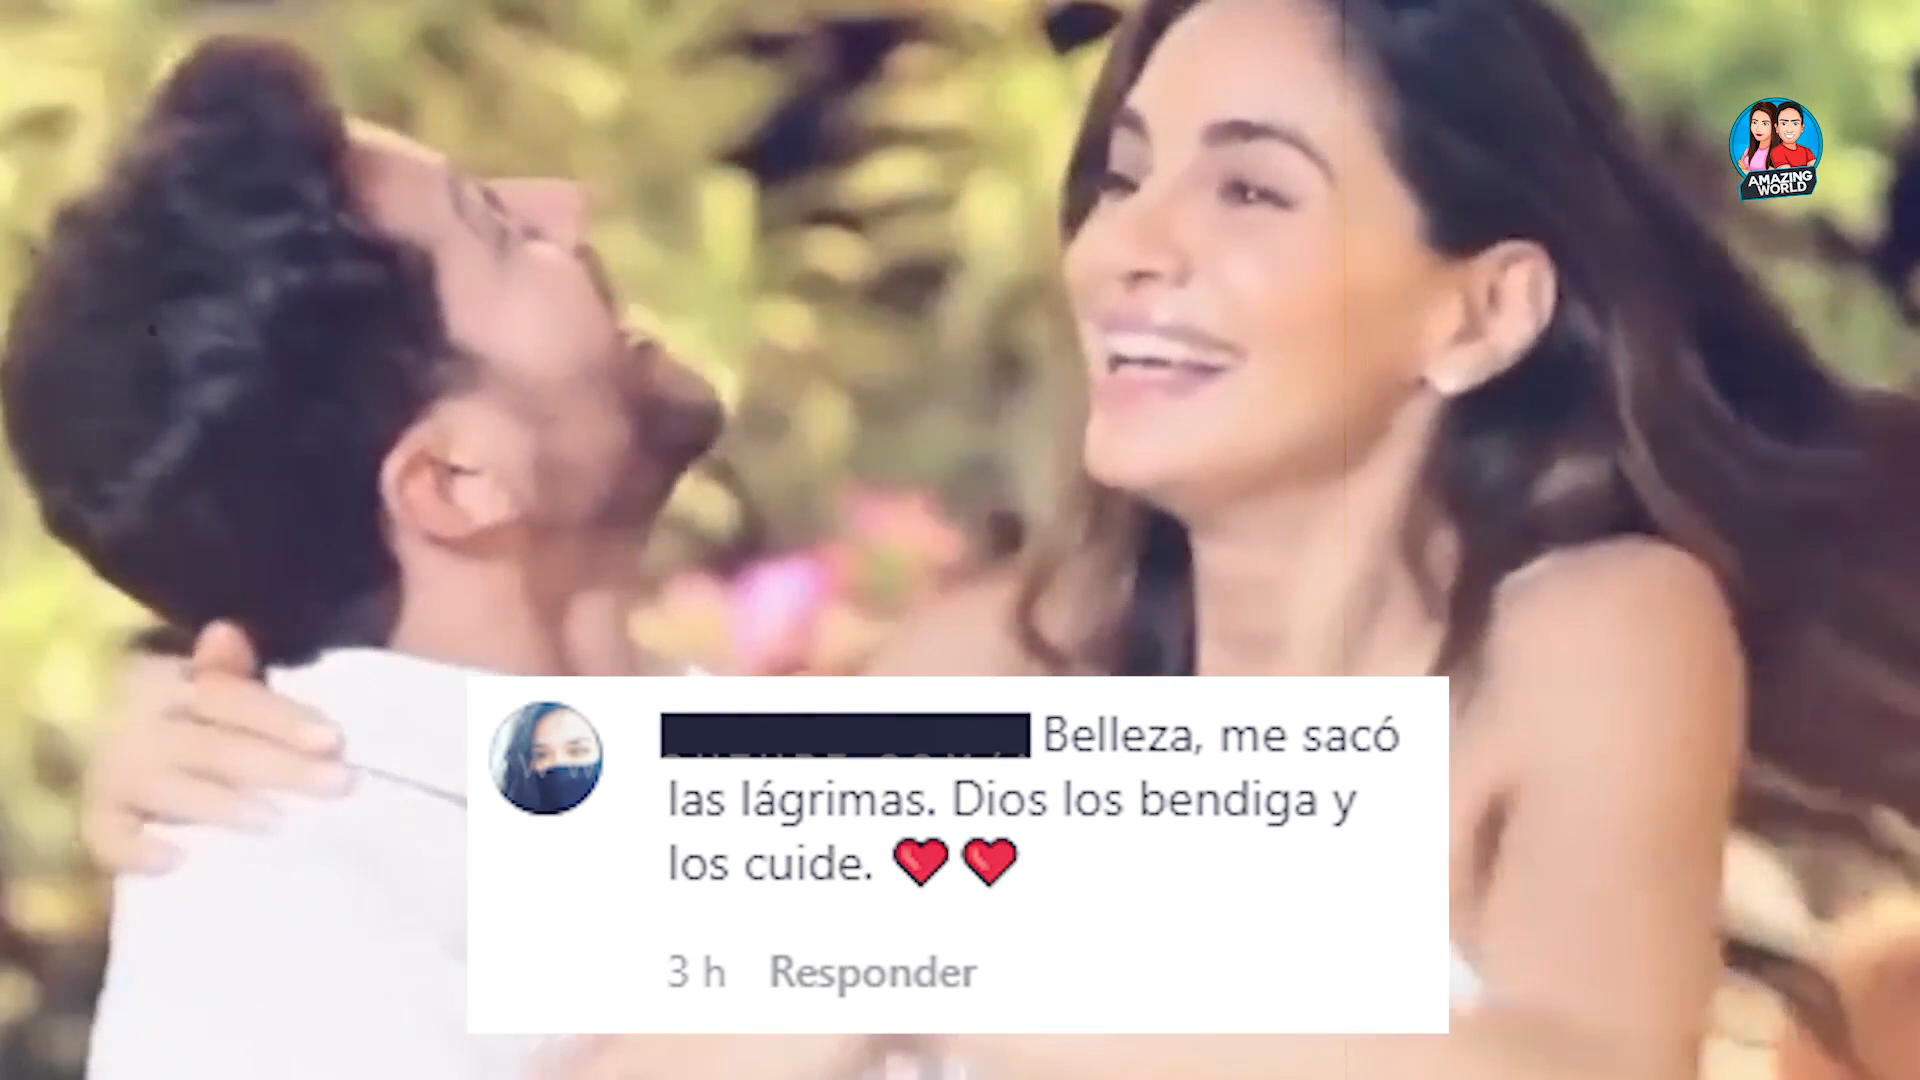 AMAZING
WORLD
Belleza, me sacó
las lágrimas. Dios los bendiga y
los cuide. ❤️❤️
3 h Responder